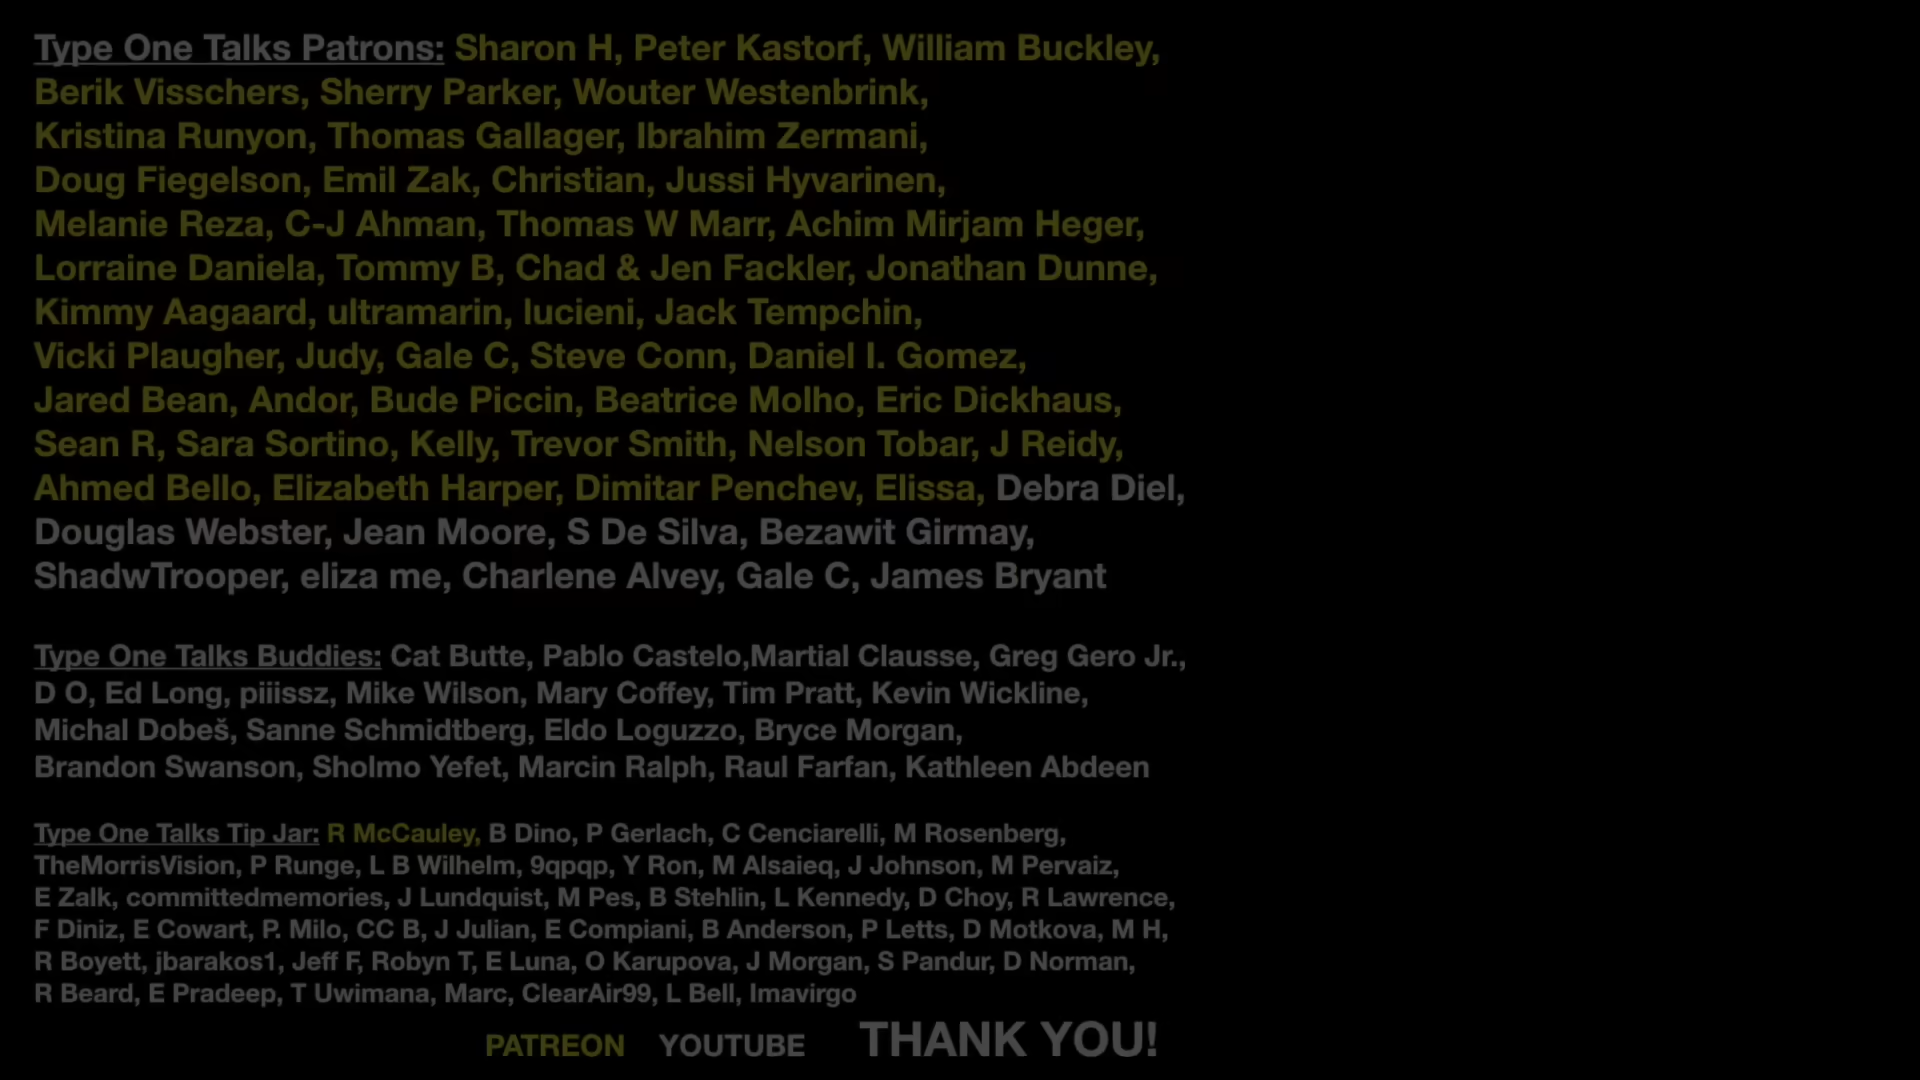 Type One Talks Patrons: Sharon H, Peter Kastorf, William Buckley,
Berik Visschers, Sherry Parker, Wouter Westenbrink,
Kristina Runyon, Thomas Gallager, Ibrahim Zermani,
Doug Fiegelson, Emil Zak, Christian, Jussi Hyvarinen,
Melanie Reza, C-J Ahman, Thomas W Marr, Achim Mirjam Heger,
Lorraine Daniela, Tommy B, Chad & Jen Fackler, Jonathan Dunne,
Kimmy Aagaard, ultramarin, lucieni, Jack Tempchin,
Vicki Plaugher, Judy, Gale C, Steve Conn, Daniel I. Gomez,
Jared Bean, Andor, Bude Piccin, Beatrice Molho, Eric Dickhaus,
Sean R, Sara Sortino, Kelly, Trevor Smith, Nelson Tobar, J Reidy,
Ahmed Bello, Elizabeth Harper, Dimitar Penchev, Elissa, Debra Diel,
Douglas Webster, Jean Moore, S De Silva, Bezawit Girmay,
ShadwTrooper, eliza me, Charlene Alvey, Gale C, James Bryant
Type One Talks Buddies: Cat Butte, Pablo Castelo,Martial Clausse, Greg Gero Jr.,
D O, Ed Long, piiissz, Mike Wilson, Mary Coffey, Tim Pratt, Kevin Wickline,
Michal Dobeš, Sanne Schmidtberg, Eldo Loguzzo, Bryce Morgan,
Brandon Swanson, Sholmo Yefet, Marcin Ralph, Raul Farfan, Kathleen Abdeen
Type One Talks Tip Jar: R McCauley, B Dino, P Gerlach, C Cenciarelli, M Rosenberg,
TheMorrisVision, P Runge, L B Wilhelm, 9qpqp, Y Ron, M Alsaieq, J Johnson, M Pervaiz,
E Zalk, committedmemories, J Lundquist, M Pes, B Stehlin, L Kennedy, D Choy, R Lawrence,
F Diniz, E Cowart, P. Milo, CC B, J Julian, E Compiani, B Anderson, P Letts, D Motkova, M H,
R Boyett, jbarakos1, Jeff F, Robyn T, E Luna, O Karupova, J Morgan, S Pandur, D Norman,
R Beard, E Pradeep, T Uwimana, Marc, ClearAir99, L Bell, Imavirgo
PATREON YOUTUBE THANK YOU!